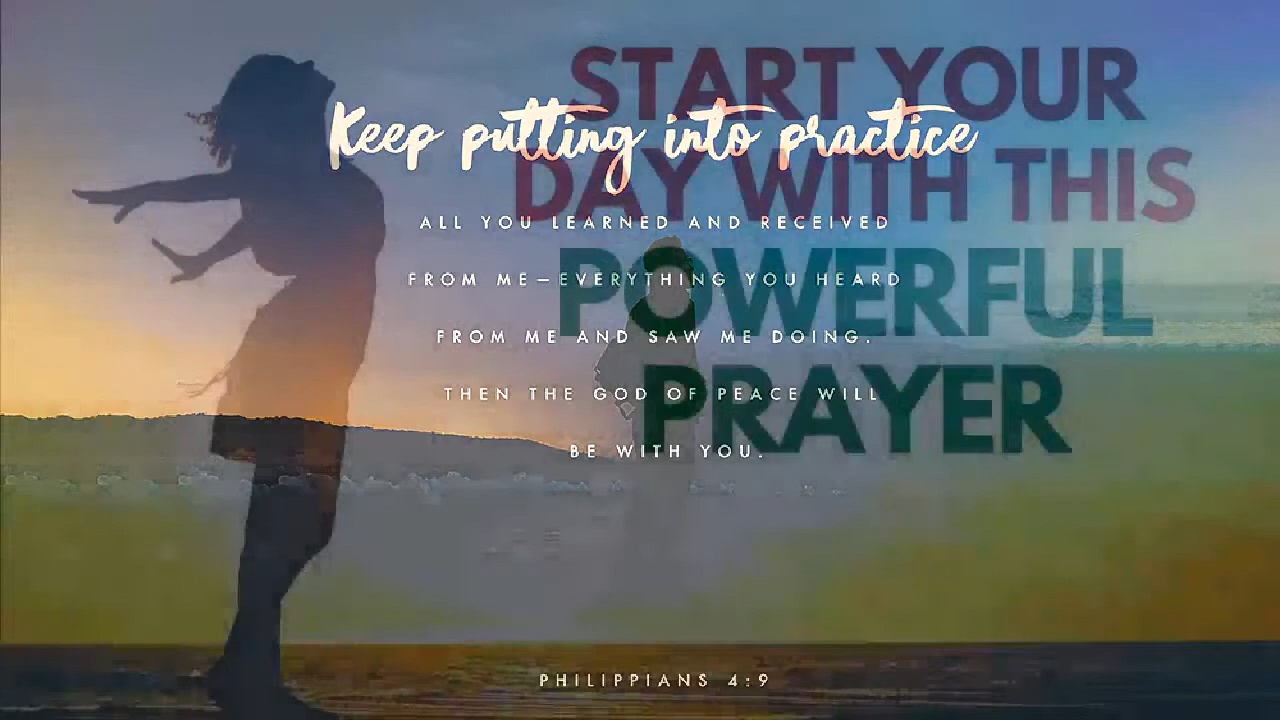 START YOUR
Keep putting into practice
DAY WITH THIS
ALL YOU LEARNED AND RECEIVED
POWERFUL
FROM ME—EVERYTHING YOU HEARD
FROM ME AND SAW ME DOING.
PRAYER
THEN THE GOD OF PEACE WILL
BE WITH YOU.
PHILIPPIANS 4:9